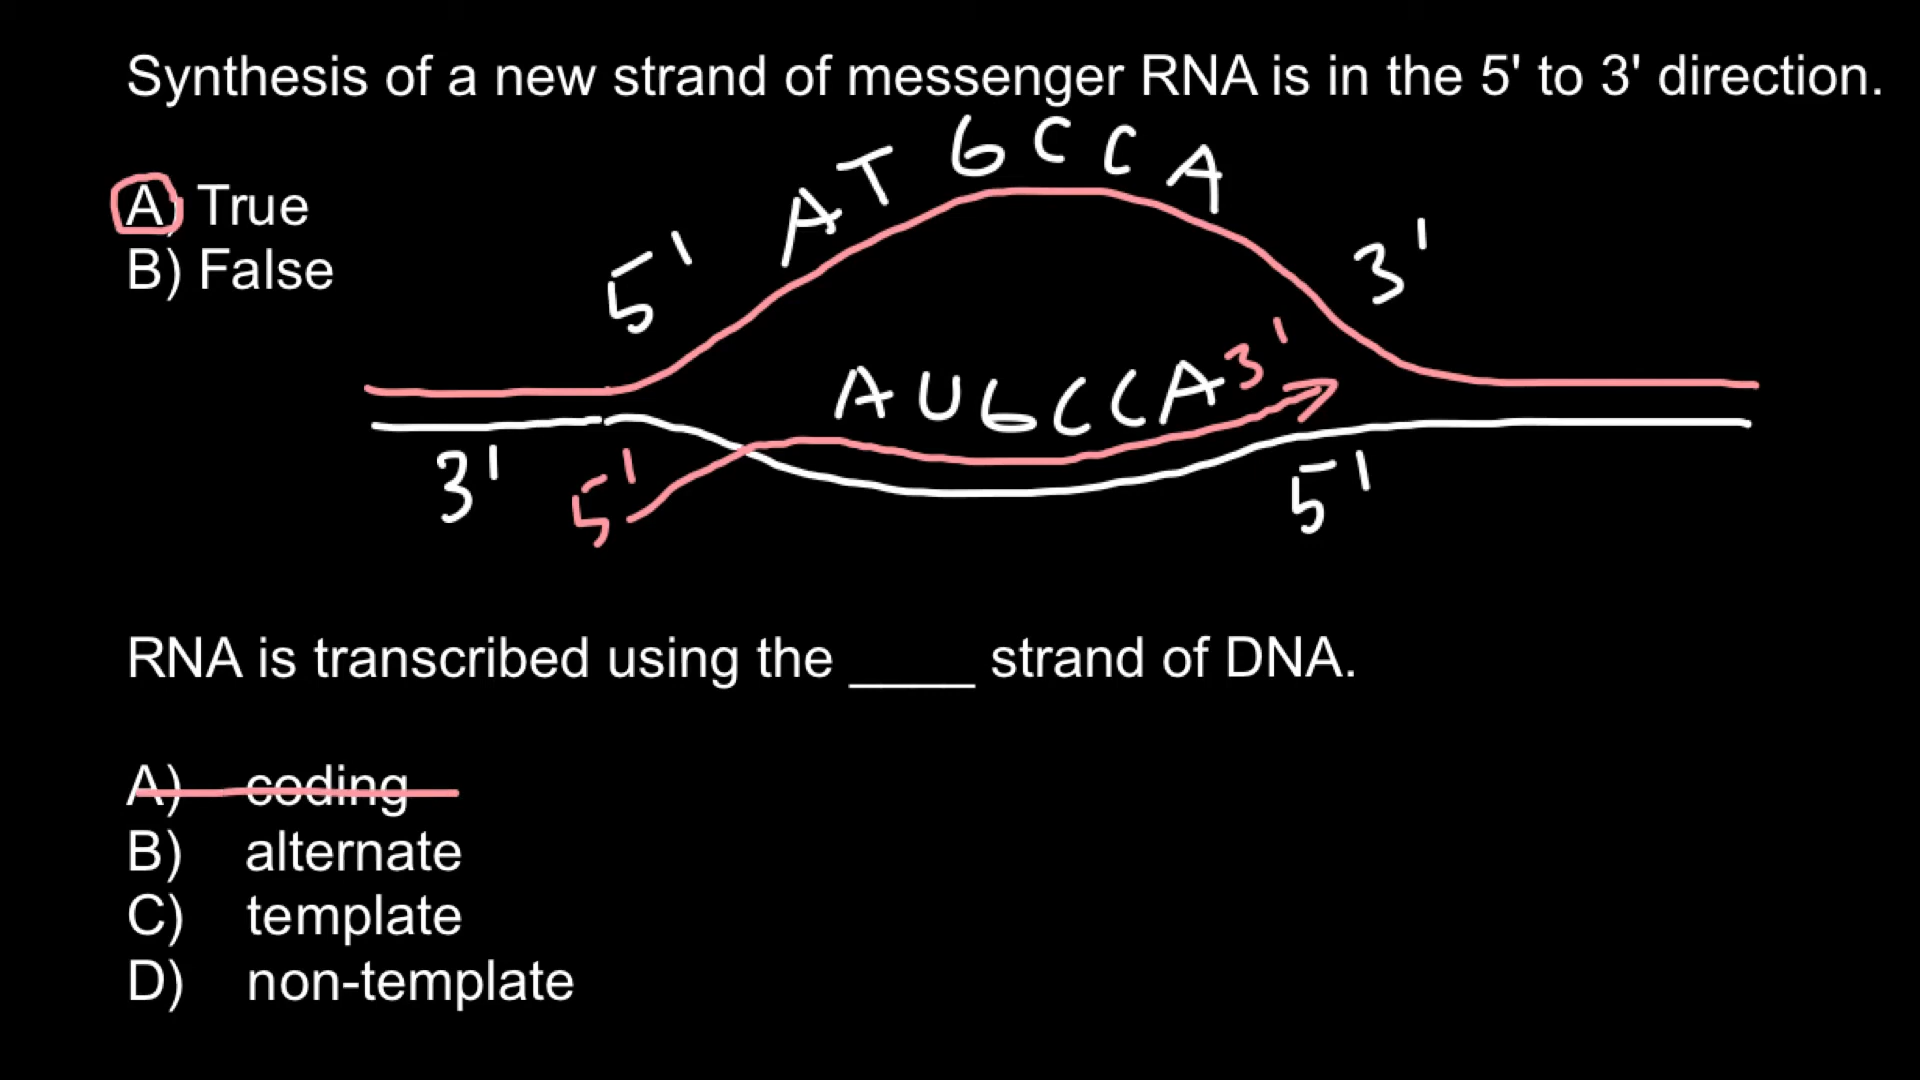 Synthesis of a new strand of messenger RNA is in the 5' to 3' direction.
A) True
B) False
5' ATGCCA 3'
AUGCCA 3'
3' 5' 5'
RNA is transcribed using the ____ strand of DNA.
A) coding
B) alternate
C) template
D) non-template